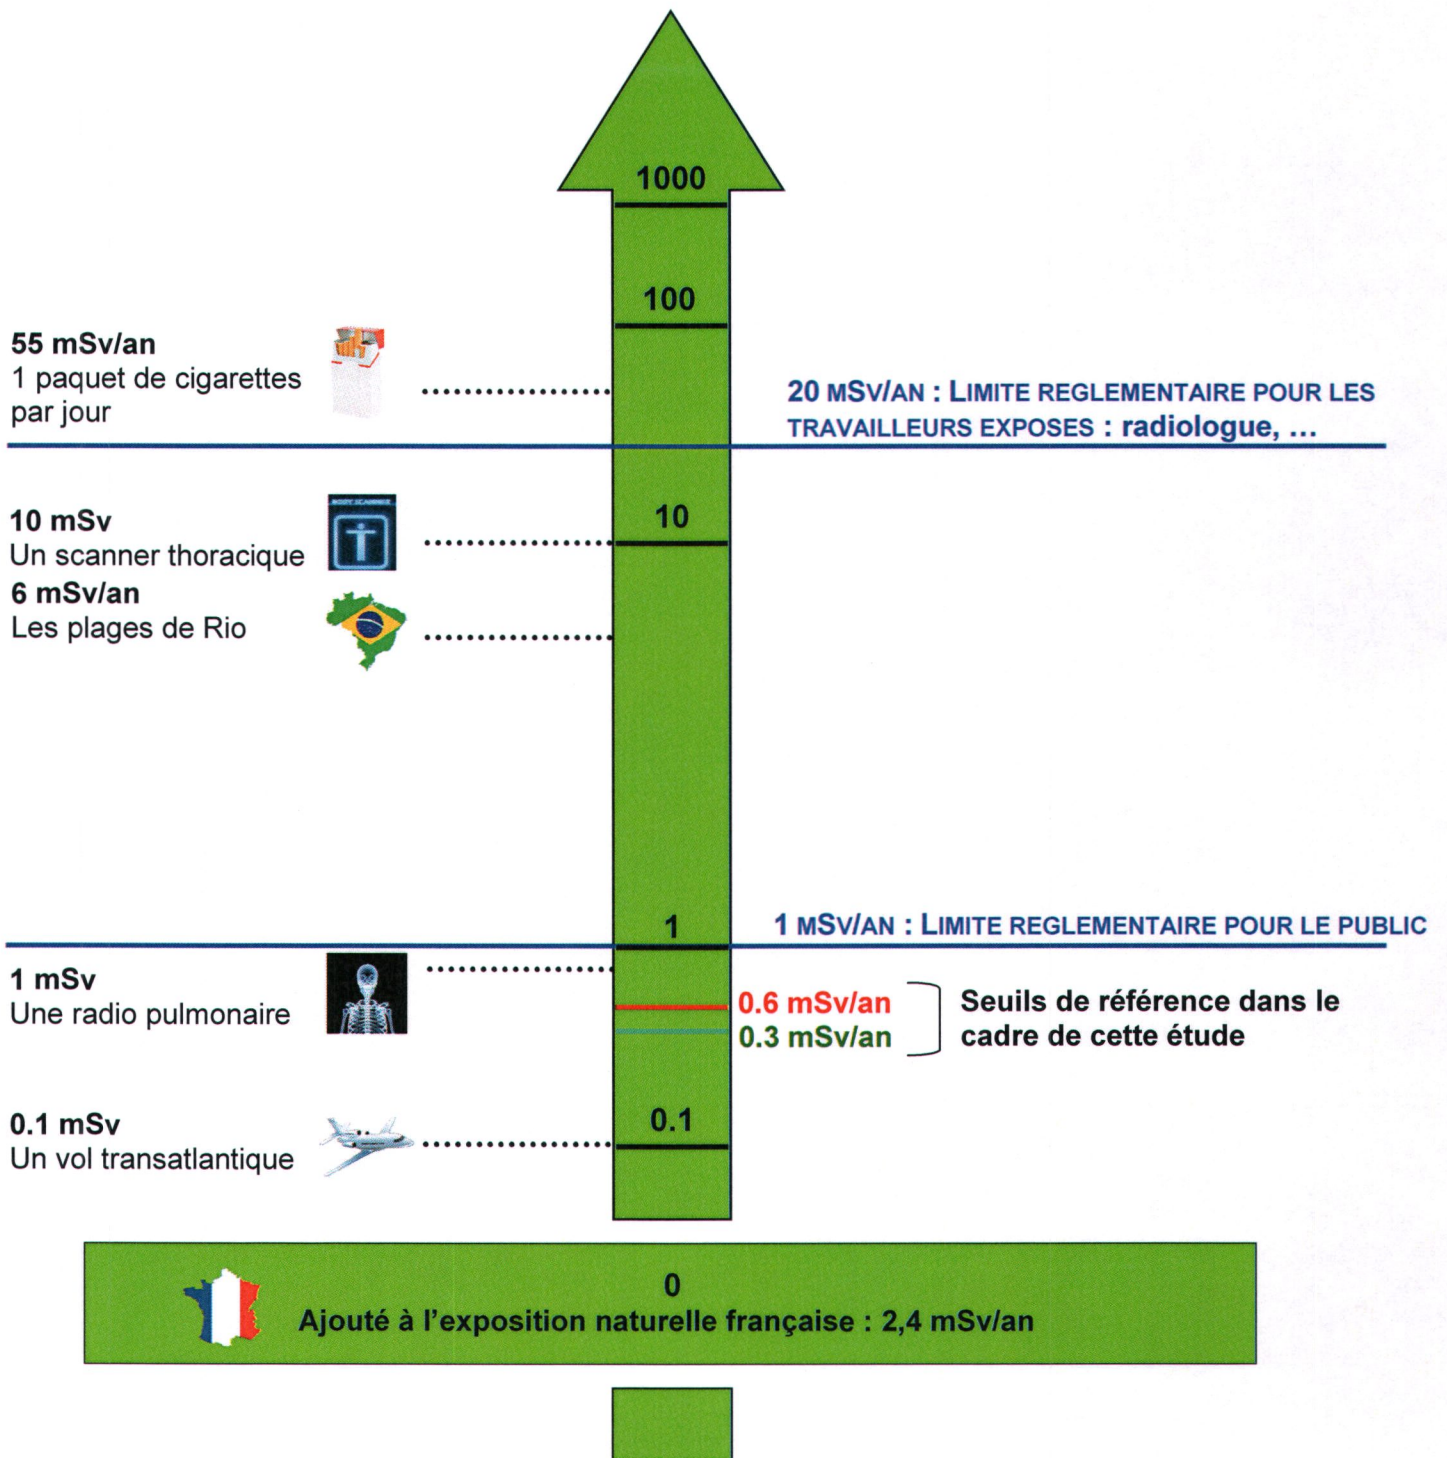 1000
100
55 mSv/an
1 paquet de cigarettes
par jour
20 MSV/AN : LIMITE REGLEMENTAIRE POUR LES
TRAVAILLEURS EXPOSES : radiologue, …
BODY SCANNER
10 mSv
Un scanner thoracique
10
6 mSv/an
Les plages de Rio
1
1 MSV/AN : LIMITE REGLEMENTAIRE POUR LE PUBLIC
1 mSv
Une radio pulmonaire
0.6 mSv/an
0.3 mSv/an
Seuils de référence dans le
cadre de cette étude
0.1 mSv
Un vol transatlantique
0.1
0
Ajouté à l’exposition naturelle française : 2,4 mSv/an